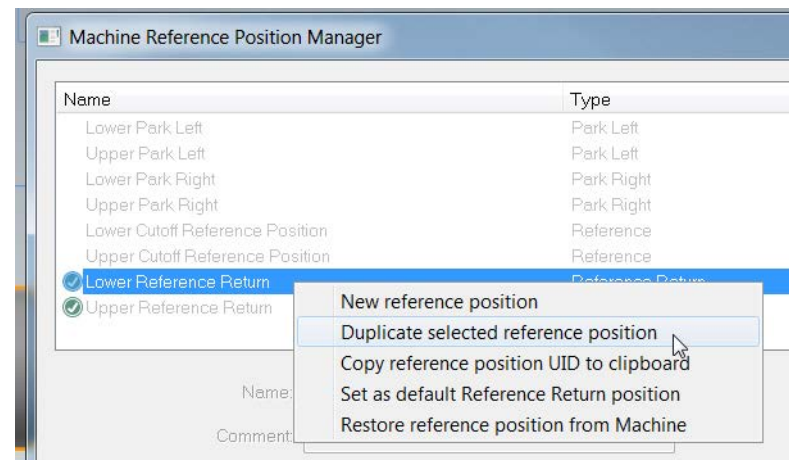 Machine Reference Position Manager
Name Type
Lower Park Left Park Left
Upper Park Left Park Left
Lower Park Right Park Right
Upper Park Right Park Right
Lower Cutoff Reference Position Reference
Upper Cutoff Reference Position Reference
Lower Reference Return Reference Return
Upper Reference Return
New reference position
Duplicate selected reference position
Copy reference position UID to clipboard
Name: Set as default Reference Return position
Restore reference position from Machine
Comment: